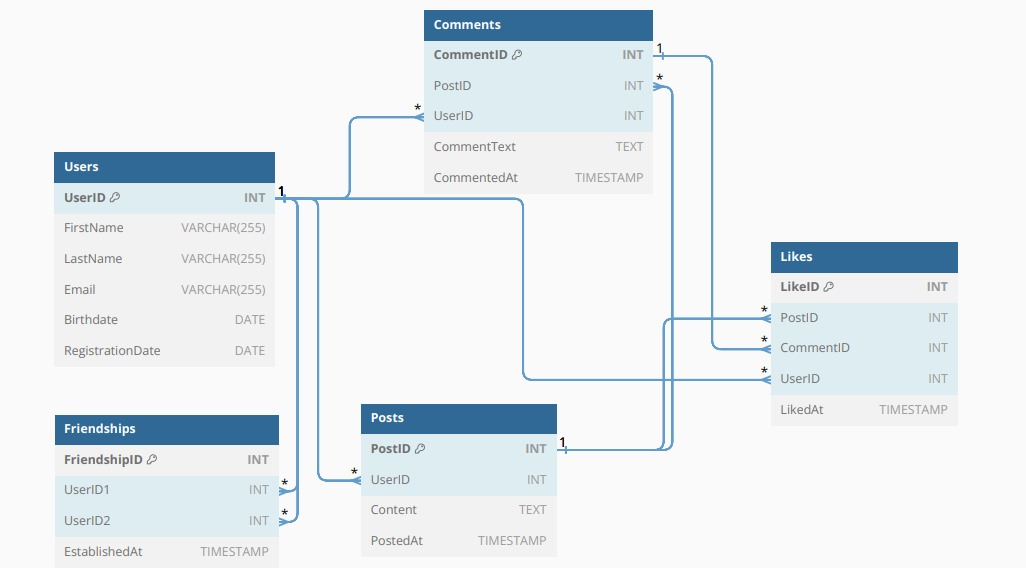 Comments
CommentID INT
PostID INT
UserID INT
CommentText TEXT
CommentedAt TIMESTAMP
1
*
*
Users
UserID INT
FirstName VARCHAR(255)
LastName VARCHAR(255)
Email VARCHAR(255)
Birthdate DATE
RegistrationDate DATE
1
Likes
LikeID INT
PostID INT
CommentID INT
UserID INT
LikedAt TIMESTAMP
*
*
*
Friendships
FriendshipID INT
UserID1 INT
UserID2 INT
EstablishedAt TIMESTAMP
*
*
Posts
PostID INT
UserID INT
Content TEXT
PostedAt TIMESTAMP
1
*